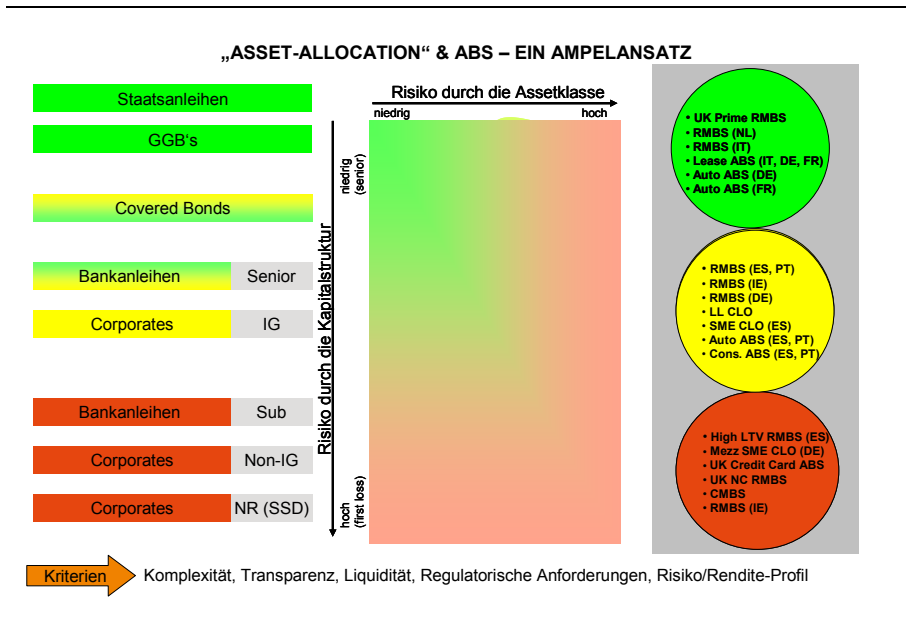 „ASSET-ALLOCATION“ & ABS – EIN AMPELANSATZ
Staatsanleihen
GGB's
Covered Bonds
Bankanleihen Senior
Corporates IG
Bankanleihen Sub
Corporates Non-IG
Corporates NR (SSD)
Risiko durch die Assetklasse
niedrig hoch
Risiko durch die Kapitalstruktur
niedrig
(senior)
hoch
(first loss)
• UK Prime RMBS
• RMBS (NL)
• RMBS (IT)
• Lease ABS (IT, DE, FR)
• Auto ABS (DE)
• Auto ABS (FR)
• RMBS (ES, PT)
• RMBS (IE)
• RMBS (DE)
• LL CLO
• SME CLO (ES)
• Auto ABS (ES, PT)
• Cons. ABS (ES, PT)
• High LTV RMBS (ES)
• Mezz SME CLO (DE)
• UK Credit Card ABS
• UK NC RMBS
• CMBS
• RMBS (IE)
Kriterien Komplexität, Transparenz, Liquidität, Regulatorische Anforderungen, Risiko/Rendite-Profil